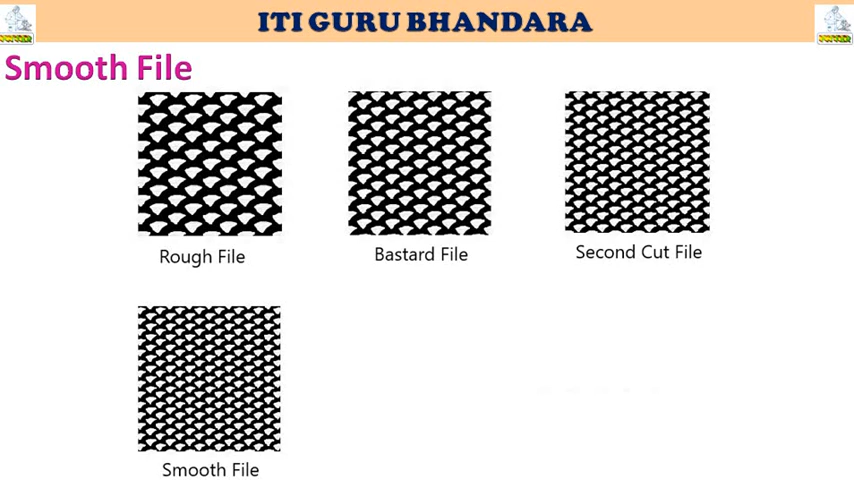 ITI GURU BHANDARA
Smooth File
Rough File
Bastard File
Second Cut File
Smooth File